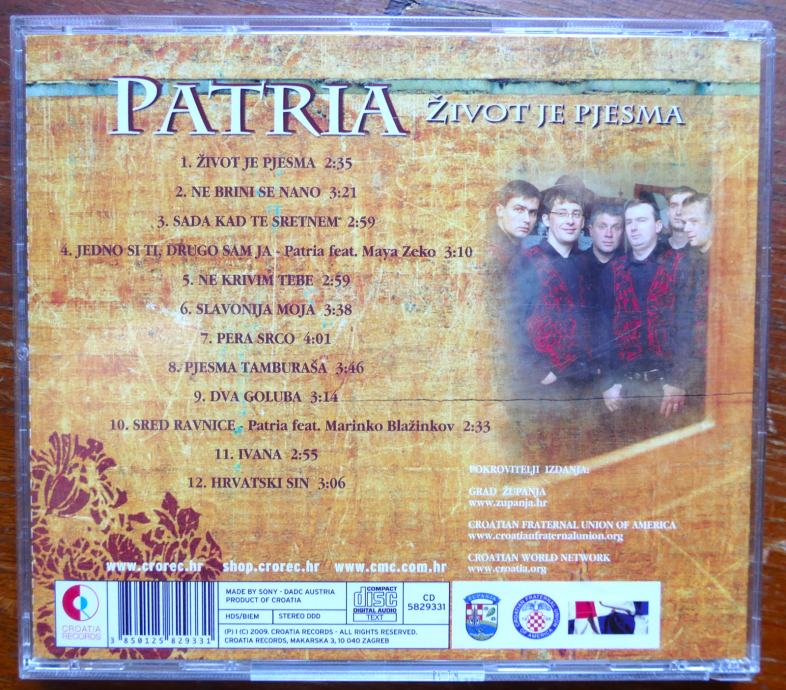 PATRIA ŽIVOT JE PJESMA
1. ŽIVOT JE PJESMA 2:35
2. NE BRINI SE NANO 3:21
3. SADA KAD TE SRETNEM 2:59
4. JEDNO SI TI, DRUGO SAM JA - Patria feat. Maya Zeko 3:10
5. NE KRIVIM TEBE 2:59
6. SLAVONIJA MOJA 3:38
7. PERA SRCO 4:01
8. PJESMA TAMBURAŠA 3:46
9. DVA GOLUBA 3:14
10. SRED RAVNICE - Patria feat. Marinko Blažinkov 2:33
11. IVANA 2:55
12. HRVATSKI SIN 3:06
POKROVITELJI IZDANJA:
GRAD ŽUPANJA
www.zupanja.hr
CROATIAN FRATERNAL UNION OF AMERICA
www.croatianfraternalunion.org
CROATIAN WORLD NETWORK
www.croatia.org
www.crorec.hr shop.crorec.hr www.cmc.com.hr
CROATIA
RECORDS
3 850125 829331
MADE BY SONY - DADC AUSTRIA
PRODUCT OF CROATIA
HDS/BIEM
STEREO DDD
COMPACT
disc
DIGITAL AUDIO
TEXT
CD
5829331
(P) I (C) 2009. CROATIA RECORDS - ALL RIGHTS RESERVED.
CROATIA RECORDS, MAKARSKA 3, 10 040 ZAGREB
ŽUPANJA
CROATIAN FRATERNAL UNION
OF AMERICA